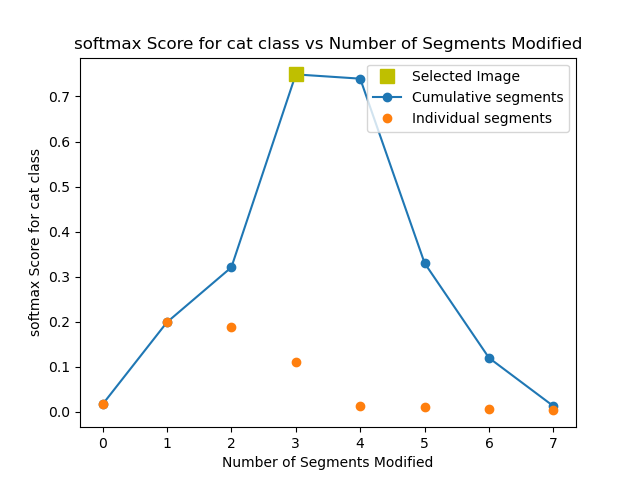 softmax Score for cat class vs Number of Segments Modified
Selected Image
Cumulative segments
Individual segments
softmax Score for cat class
0.7
0.6
0.5
0.4
0.3
0.2
0.1
0.0
0 1 2 3 4 5 6 7
Number of Segments Modified